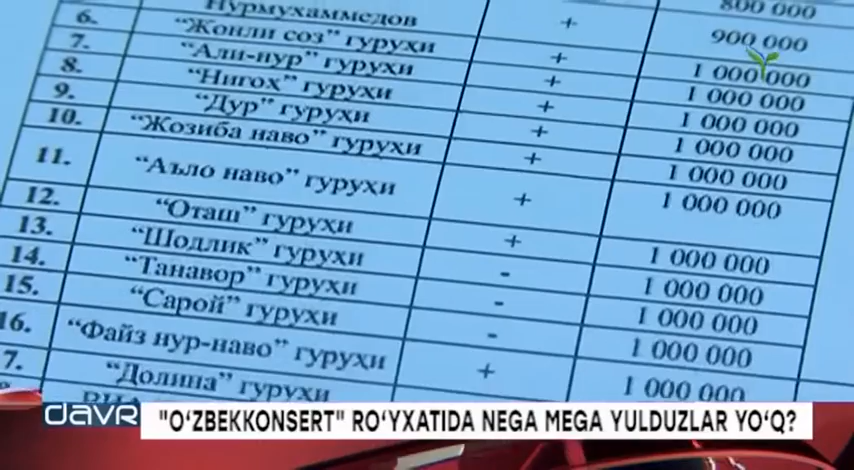 800 000
Нурмухаммедов + 900 000
6. “Жонли соз” гурухи + 1 000 000
7. “Али-нур” гурухи + 1 000 000
8. “Нигох” гурухи + 1 000 000
9. “Дур” гурухи + 1 000 000
10. “Жозиба наво” гурухи + 1 000 000
11. “Аъло наво” гурухи + 1 000 000
12. “Оташ” гурухи + 1 000 000
13. “Шодлик” гурухи - 1 000 000
14. “Танавор” гурухи - 1 000 000
15. “Сарой” гурухи - 1 000 000
16. “Файз нур-наво” гурухи + 1 000 000
7. “Долина” гурухи
davr "O‘ZBEKKONSERT" RO‘YXATIDA NEGA MEGA YULDUZLAR YO‘Q?